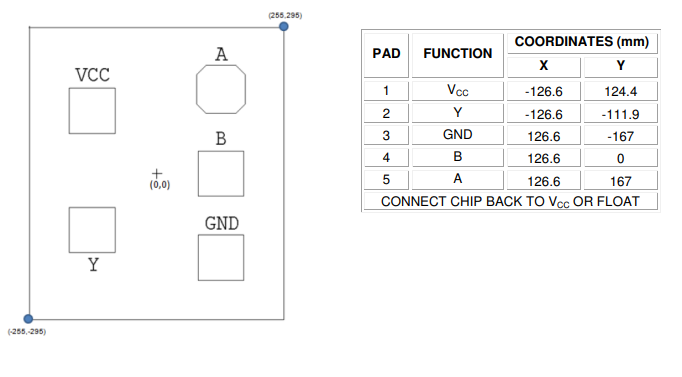 (255,295)
A
VCC
B
(0,0)
GND
Y
(-255,-295)
PAD FUNCTION COORDINATES (mm)
X Y
1 VCC -126.6 124.4
2 Y -126.6 -111.9
3 GND 126.6 -167
4 B 126.6 0
5 A 126.6 167
CONNECT CHIP BACK TO VCC OR FLOAT